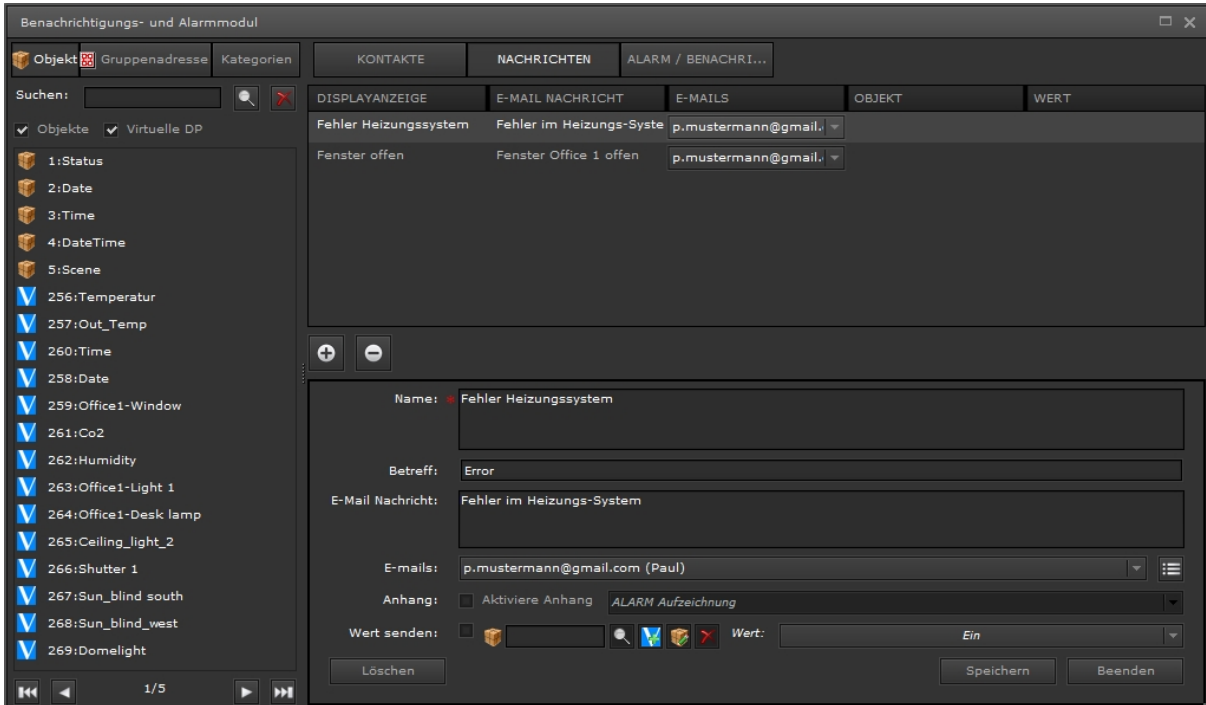 Benachrichtigungs- und Alarmmodul
Objekt Gruppenadresse Kategorien
KONTAKTE NACHRICHTEN ALARM / BENACHRI...
Suchen:
Objekte Virtuelle DP
1:Status
2:Date
3:Time
4:DateTime
5:Scene
256:Temperatur
257:Out_Temp
260:Time
258:Date
259:Office1-Window
261:Co2
262:Humidity
263:Office1-Light 1
264:Office1-Desk lamp
265:Ceiling_light_2
266:Shutter 1
267:Sun_blind south
268:Sun_blind_west
269:Domelight
1/5
DISPLAYANZEIGE E-MAIL NACHRICHT E-MAILS OBJEKT WERT
Fehler Heizungssystem Fehler im Heizungs-Syste p.mustermann@gmail.
Fenster offen Fenster Office 1 offen p.mustermann@gmail.
Name: * Fehler Heizungssystem
Betreff: Error
E-Mail Nachricht: Fehler im Heizungs-System
E-mails: p.mustermann@gmail.com (Paul)
Anhang: Aktiviere Anhang ALARM Aufzeichnung
Wert senden: Wert: Ein
Löschen Speichern Beenden